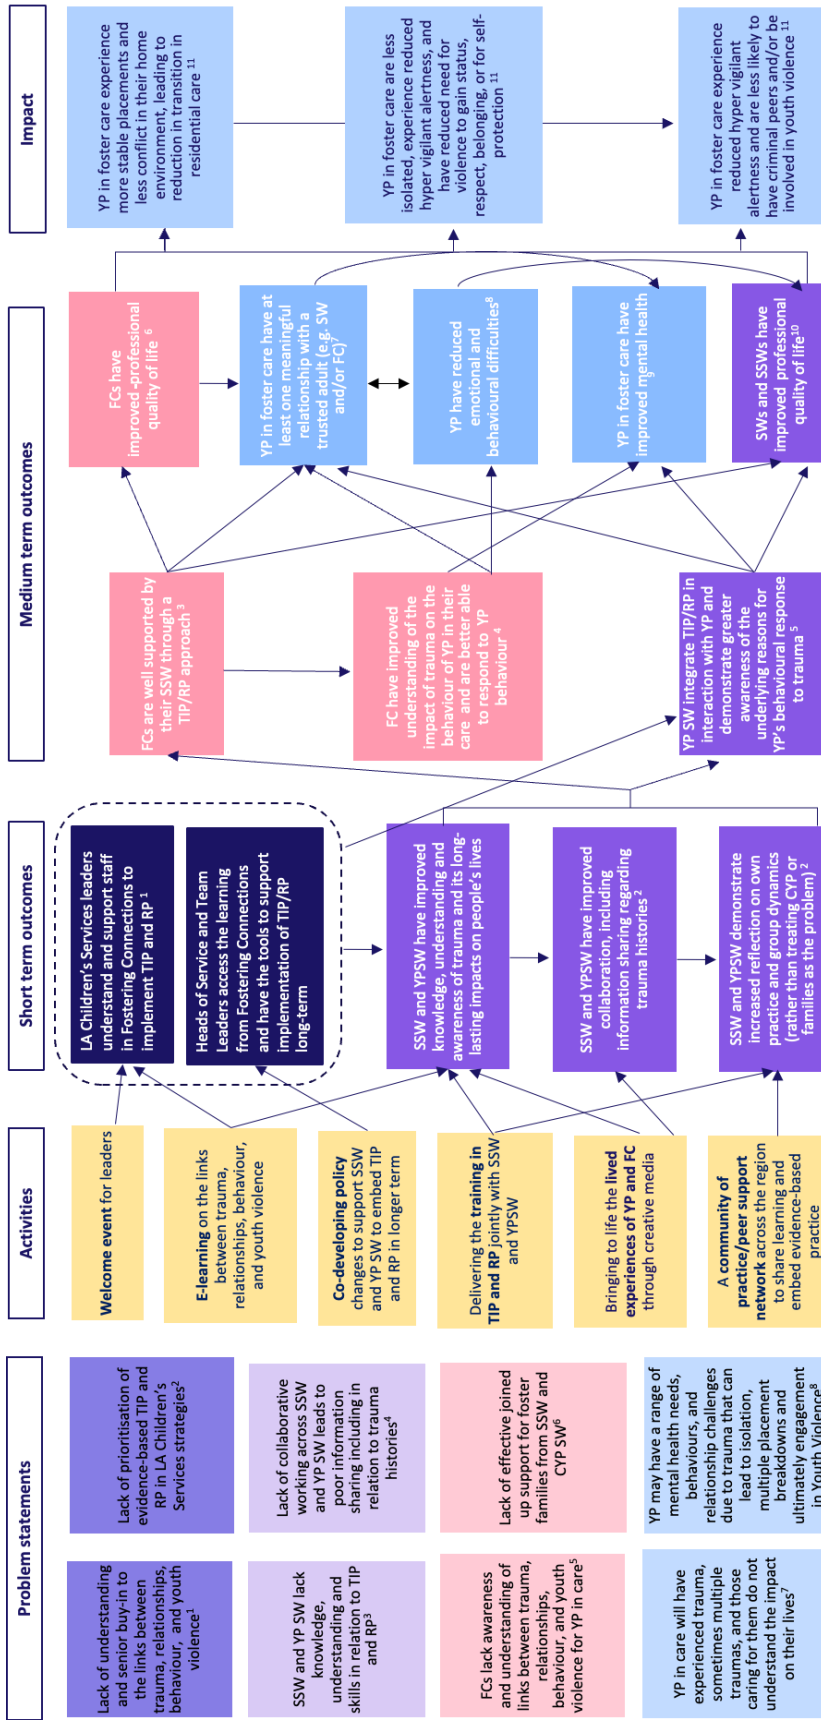 Problem statements
Lack of understanding
and senior buy-in to
the links between
trauma, relationships,
behaviour, and youth
violence¹
Lack of prioritisation of
evidence-based TIP and
RP in LA Children's
Services strategies²
SSW and YP SW lack
knowledge,
understanding and
skills in relation to TIP
and RP³
Lack of collaborative
working across SSW
and YP SW leads to
poor information
sharing including in
relation to trauma
histories⁴
FCs lack awareness
and understanding of
links between trauma,
relationships,
behaviour, and youth
violence for YP in care⁵
Lack of effective joined
up support for foster
families from SSW and
CYP SW⁶
YP in care will have
experienced trauma,
sometimes multiple
traumas, and those
caring for them do not
understand the impact
on their lives⁷
YP may have a range of
mental health needs,
behaviours, and
relationship challenges
due to trauma that can
lead to isolation,
multiple placement
breakdowns and
ultimately engagement
in Youth Violence⁸
Activities
Welcome event for leaders
E-learning on the links
between trauma,
relationships, behaviour,
and youth violence
Co-developing policy
changes to support SSW
and YP SW to embed TIP
and RP in longer term
Delivering the training in
TIP and RP jointly with SSW
and YPSW
Bringing to life the lived
experiences of YP and FC
through creative media
A community of
practice/peer support
network across the region
to share learning and
embed evidence-based
practice
Short term outcomes
LA Children's Services leaders
understand and support staff
in Fostering Connections to
implement TIP and RP ¹
Heads of Service and Team
Leaders access the learning
from Fostering Connections
and have the tools to support
implementation of TIP/RP
long-term
SSW and YPSW have improved
knowledge, understanding and
awareness of trauma and its long-
lasting impacts on people's lives
SSW and YPSW have improved
collaboration, including
information sharing regarding
trauma histories²
SSW and YPSW demonstrate
increased reflection on own
practice and group dynamics
(rather than treating CYP or
families as the problem) ²
Medium term outcomes
FCs are well supported by
their SSW through a
TIP/RP approach ³
FC have improved
understanding of the
impact of trauma on the
behaviour of YP in their
care and are better able
to respond to YP
behaviour ⁴
YP SW integrate TIP/RP in
interaction with YP and
demonstrate greater
awareness of the
underlying reasons for
YP's behavioural response
to trauma ⁵
FCs have
improved professional
quality of life ⁶
YP in foster care have at
least one meaningful
relationship with a
trusted adult (e.g. SW
and/or FC)⁷
YP have reduced
emotional and
behavioural difficulties⁸
YP in foster care have
improved mental health
9
SWs and SSWs have
improved professional
quality of life¹⁰
Impact
YP in foster care experience
more stable placements and
less conflict in their home
environment, leading to
reduction in transition in
residential care ¹¹
YP in foster care are less
isolated, experience reduced
hyper vigilant alertness, and
have reduced need for
violence to gain status,
respect, belonging, or for self-
protection ¹¹
YP in foster care experience
reduced hyper vigilant
alertness and are less likely to
have criminal peers and/or be
involved in youth violence ¹¹